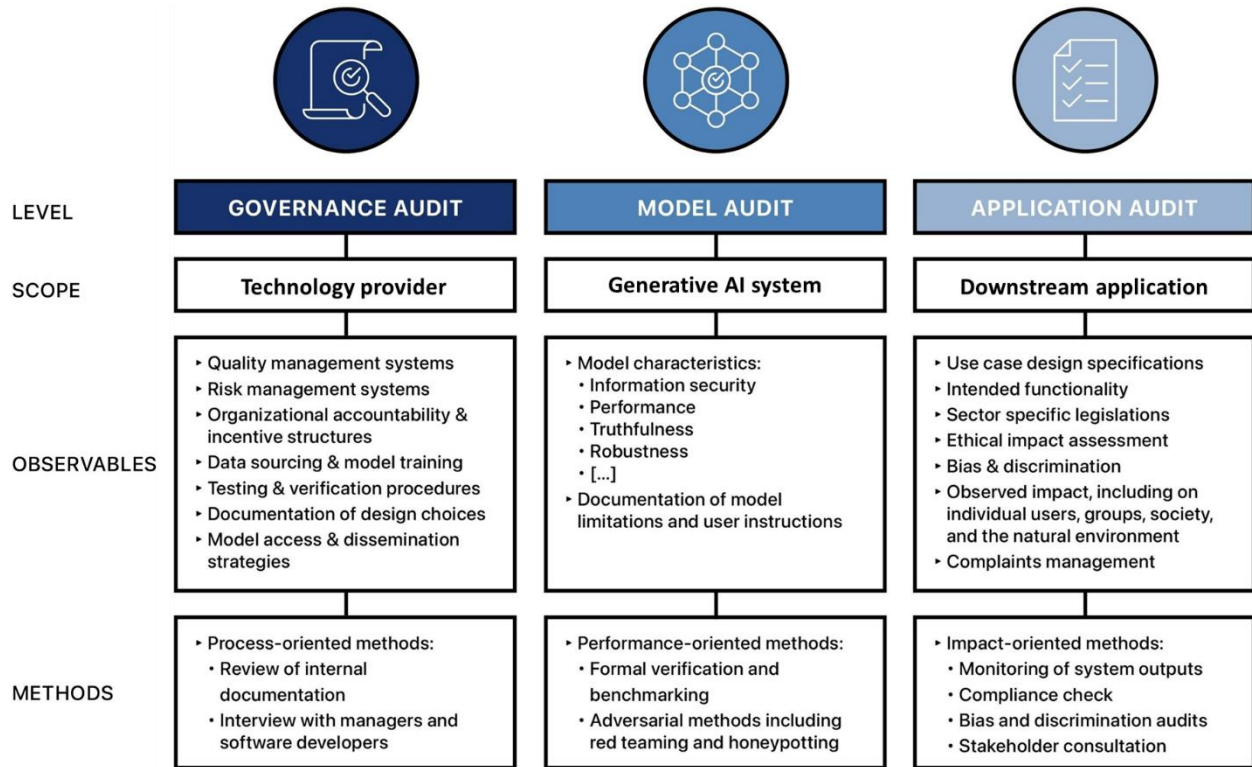 LEVEL
GOVERNANCE AUDIT
MODEL AUDIT
APPLICATION AUDIT
SCOPE
Technology provider
Generative AI system
Downstream application
OBSERVABLES
‣ Quality management systems
‣ Risk management systems
‣ Organizational accountability &
incentive structures
‣ Data sourcing & model training
‣ Testing & verification procedures
‣ Documentation of design choices
‣ Model access & dissemination
strategies
‣ Model characteristics:
• Information security
• Performance
• Truthfulness
• Robustness
• [...]
‣ Documentation of model
limitations and user instructions
‣ Use case design specifications
‣ Intended functionality
‣ Sector specific legislations
‣ Ethical impact assessment
‣ Bias & discrimination
‣ Observed impact, including on
individual users, groups, society,
and the natural environment
‣ Complaints management
METHODS
‣ Process-oriented methods:
• Review of internal
documentation
• Interview with managers and
software developers
‣ Performance-oriented methods:
• Formal verification and
benchmarking
• Adversarial methods including
red teaming and honeypotting
‣ Impact-oriented methods:
• Monitoring of system outputs
• Compliance check
• Bias and discrimination audits
• Stakeholder consultation